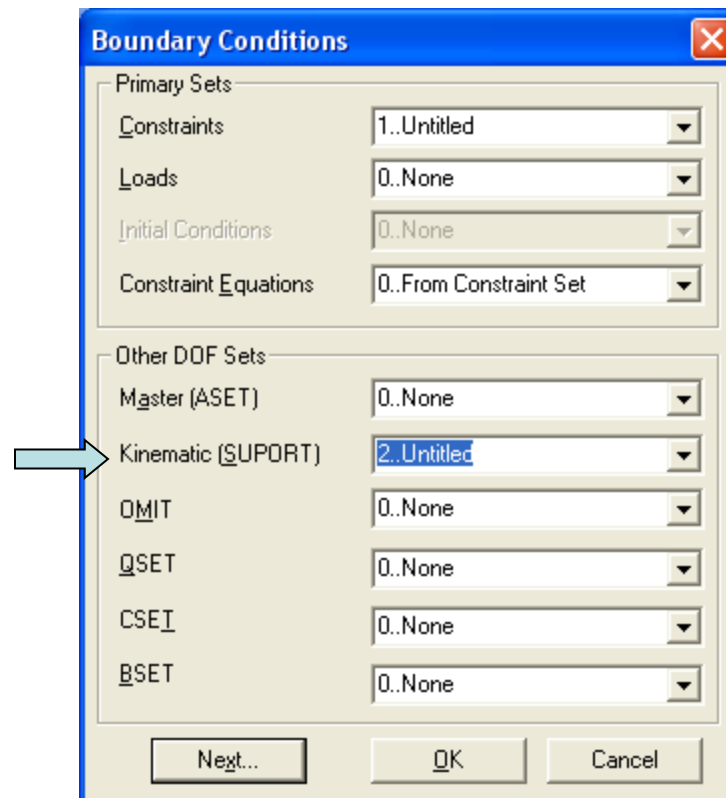 Boundary Conditions
Primary Sets
Constraints 1..Untitled
Loads 0..None
Initial Conditions 0..None
Constraint Equations 0..From Constraint Set
Other DOF Sets
Master (ASET) 0..None
Kinematic (SUPORT) 2..Untitled
OMIT 0..None
QSET 0..None
CSET 0..None
BSET 0..None
Next... OK Cancel